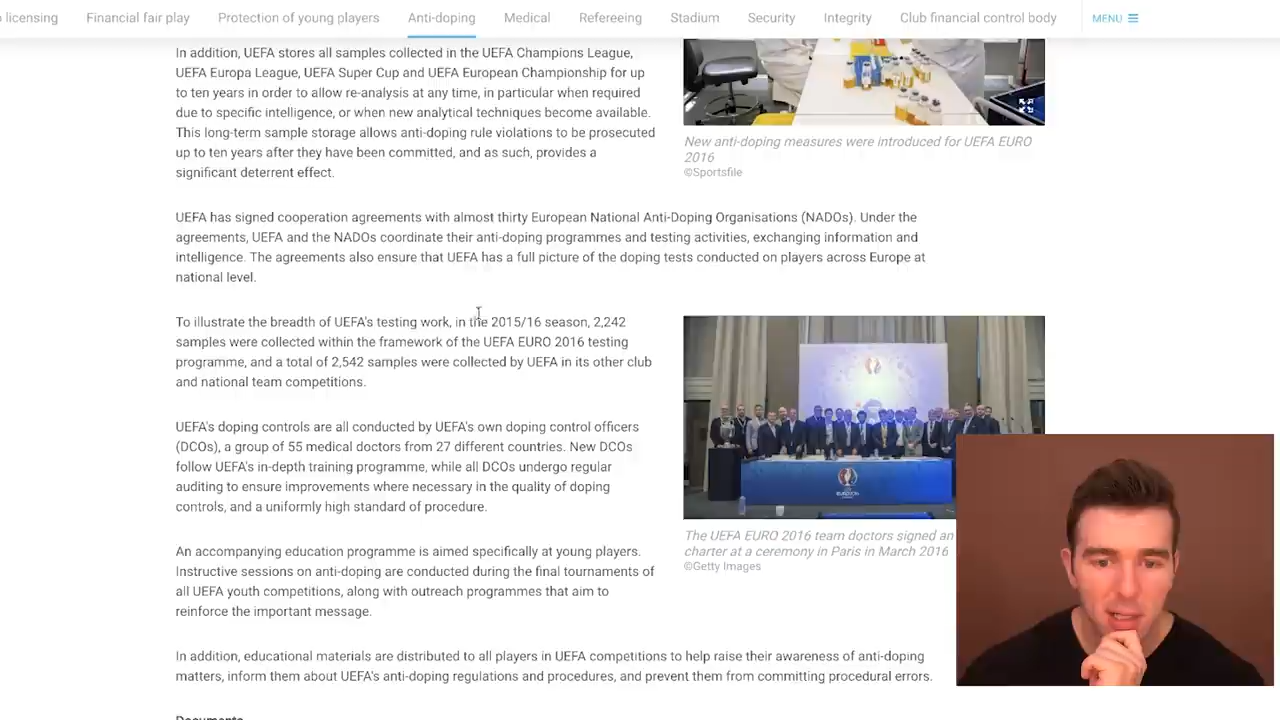 licensing
Financial fair play
Protection of young players
Anti-doping
Medical
Refereeing
Stadium
Security
Integrity
Club financial control body
MENU
In addition, UEFA stores all samples collected in the UEFA Champions League,
UEFA Europa League, UEFA Super Cup and UEFA European Championship for up
to ten years in order to allow re-analysis at any time, in particular when required
due to specific intelligence, or when new analytical techniques become available.
This long-term sample storage allows anti-doping rule violations to be prosecuted
up to ten years after they have been committed, and as such, provides a
significant deterrent effect.
New anti-doping measures were introduced for UEFA EURO
2016
©Sportsfile
UEFA has signed cooperation agreements with almost thirty European National Anti-Doping Organisations (NADOs). Under the
agreements, UEFA and the NADOs coordinate their anti-doping programmes and testing activities, exchanging information and
intelligence. The agreements also ensure that UEFA has a full picture of the doping tests conducted on players across Europe at
national level.
To illustrate the breadth of UEFA's testing work, in the 2015/16 season, 2,242
samples were collected within the framework of the UEFA EURO 2016 testing
programme, and a total of 2,542 samples were collected by UEFA in its other club
and national team competitions.
UEFA's doping controls are all conducted by UEFA's own doping control officers
(DCOs), a group of 55 medical doctors from 27 different countries. New DCOs
follow UEFA's in-depth training programme, while all DCOs undergo regular
auditing to ensure improvements where necessary in the quality of doping
controls, and a uniformly high standard of procedure.
The UEFA EURO 2016 team doctors signed an
charter at a ceremony in Paris in March 2016
©Getty Images
An accompanying education programme is aimed specifically at young players.
Instructive sessions on anti-doping are conducted during the final tournaments of
all UEFA youth competitions, along with outreach programmes that aim to
reinforce the important message.
In addition, educational materials are distributed to all players in UEFA competitions to help raise their awareness of anti-doping
matters, inform them about UEFA's anti-doping regulations and procedures, and prevent them from committing procedural errors.
Documents